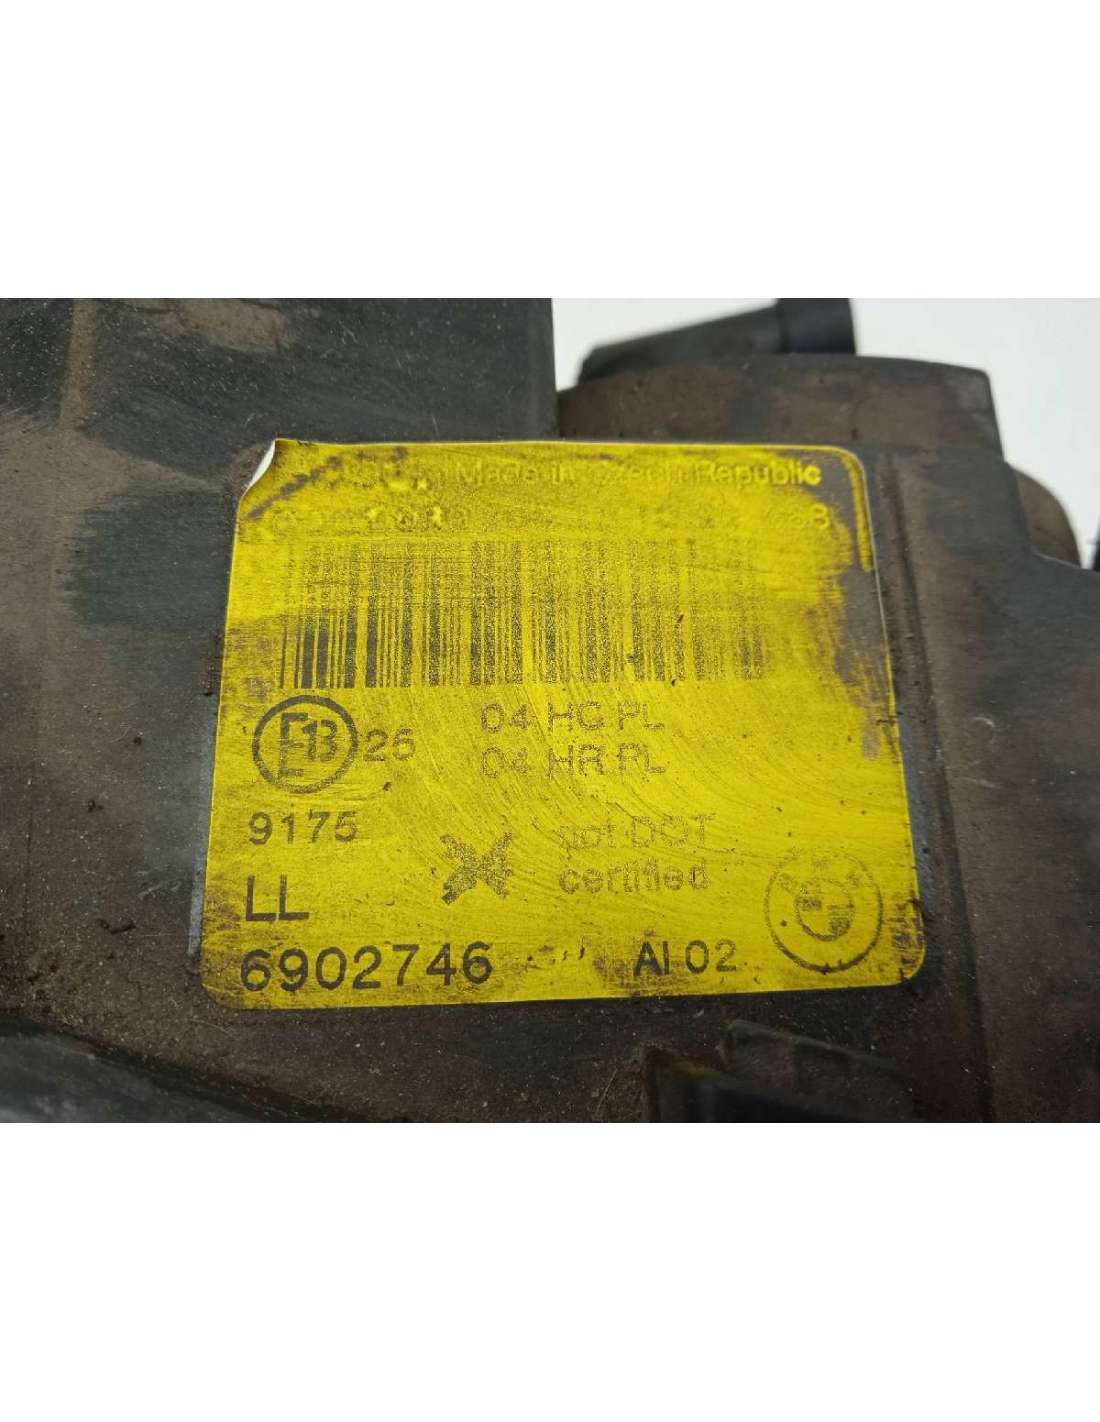 Made in Czech Republic
E13 25 04 HC PL
04 HR PL
9175
not DOT
certified
LL
6902746 AI 02